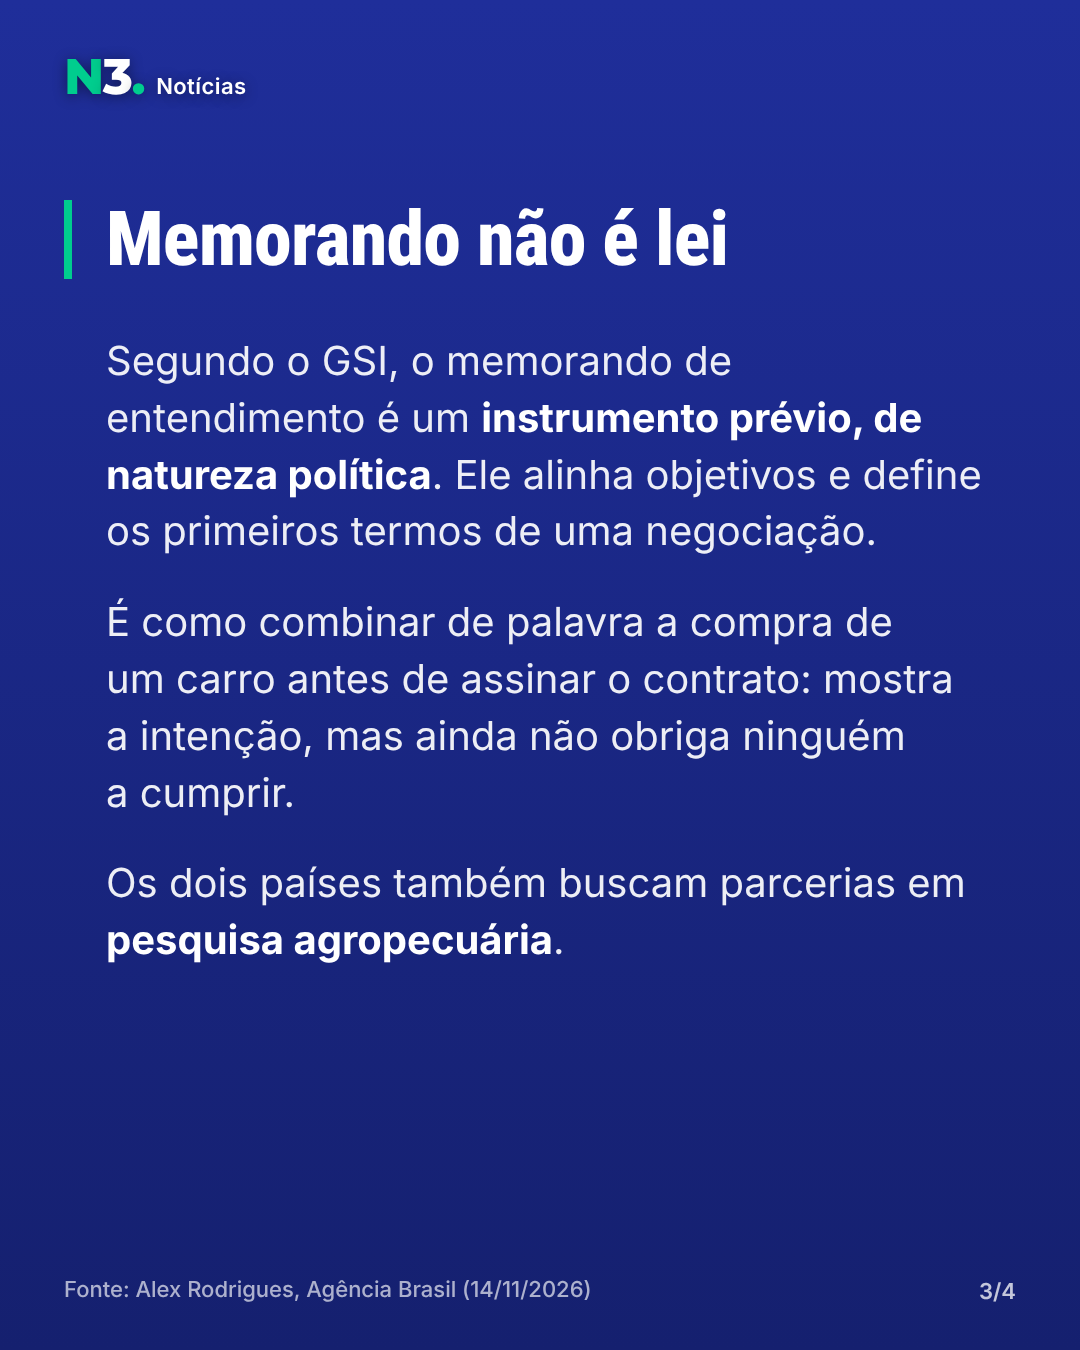 N3. Notícias
Memorando não é lei
Segundo o GSI, o memorando de
entendimento é um instrumento prévio, de
natureza política. Ele alinha objetivos e define
os primeiros termos de uma negociação.
É como combinar de palavra a compra de
um carro antes de assinar o contrato: mostra
a intenção, mas ainda não obriga ninguém
a cumprir.
Os dois países também buscam parcerias em
pesquisa agropecuária.
Fonte: Alex Rodrigues, Agência Brasil (14/11/2026)
3/4